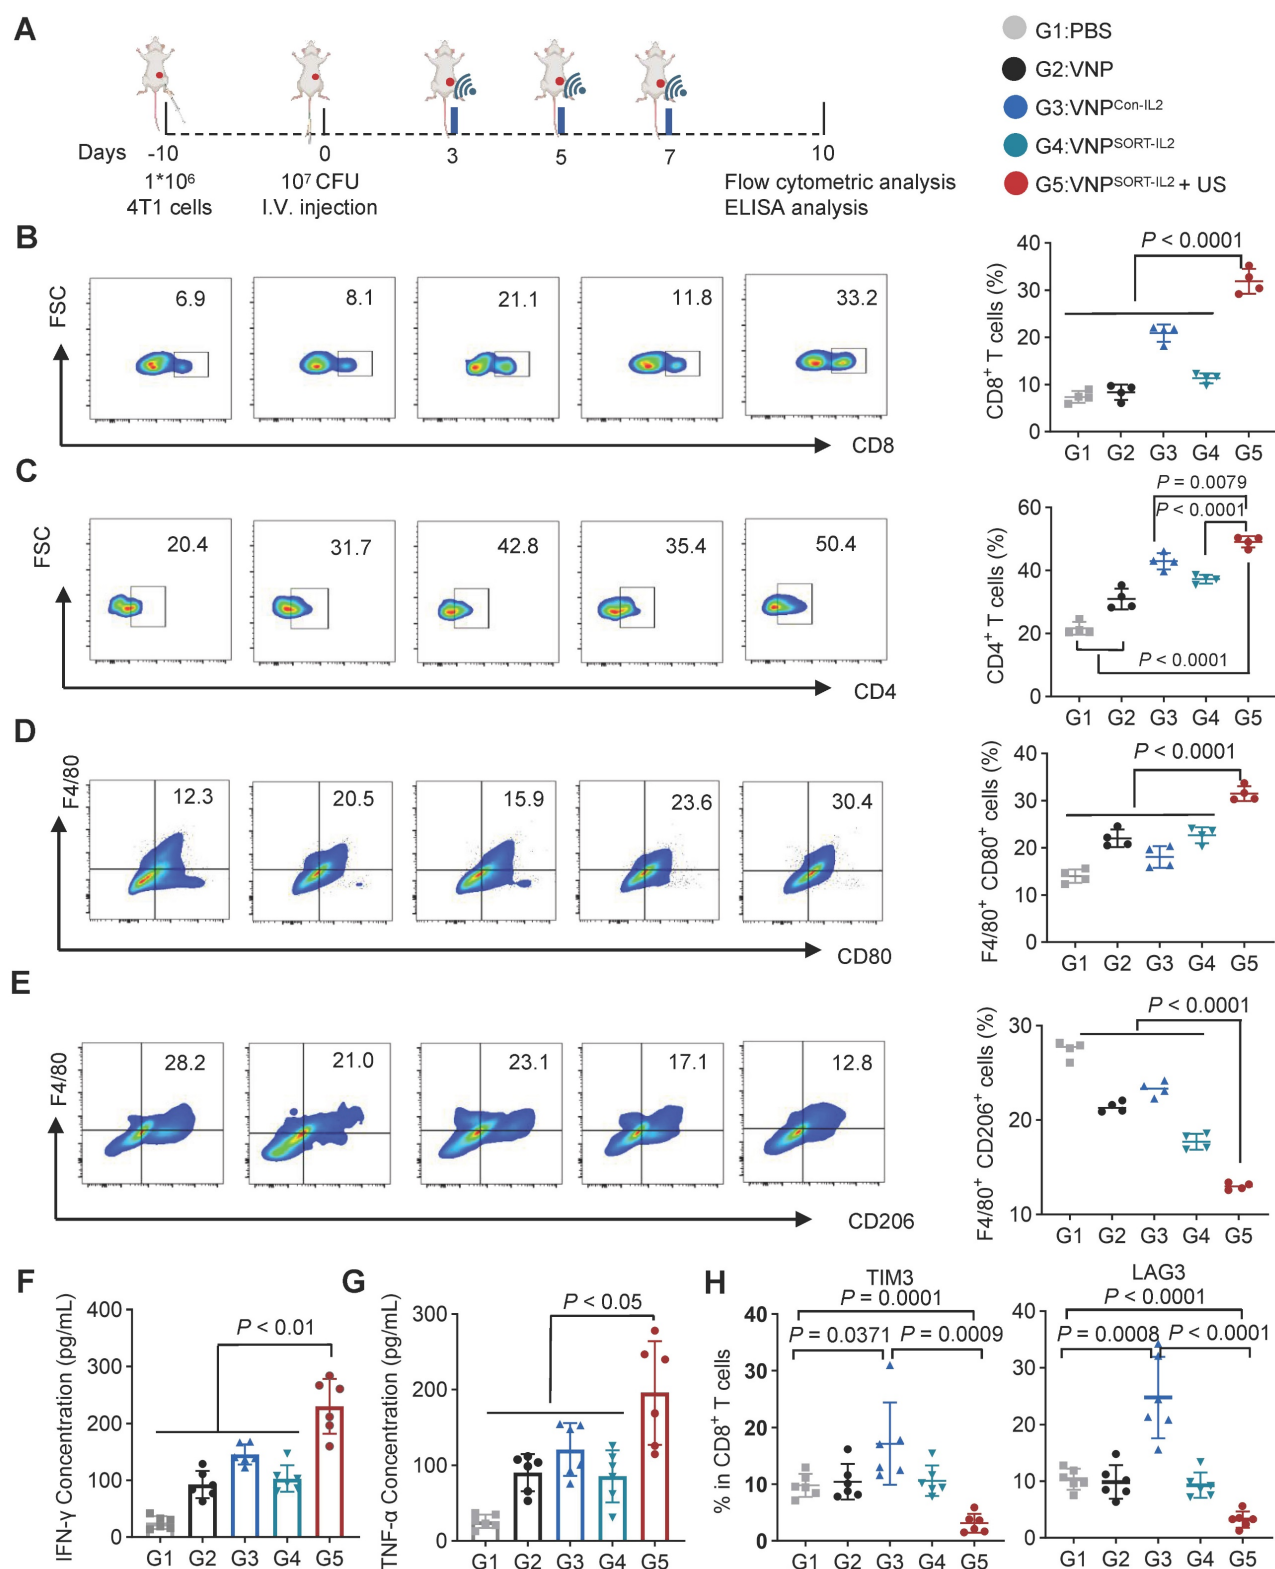 A
G1:PBS
G2:VNP
G3:VNP^Con-IL2
G4:VNP^SORT-IL2
G5:VNP^SORT-IL2 + US
Days -10 0 3 5 7 10
1*10⁶
4T1 cells
10⁷ CFU
I.V. injection
Flow cytometric analysis
ELISA analysis
B
FSC
6.9 8.1 21.1 11.8 33.2
CD8
CD8⁺ T cells (%)
P < 0.0001
40
30
20
10
0
G1 G2 G3 G4 G5
C
FSC
20.4 31.7 42.8 35.4 50.4
CD4
CD4⁺ T cells (%)
P = 0.0079
P < 0.0001
P < 0.0001
60
40
20
0
G1 G2 G3 G4 G5
D
F4/80
12.3 20.5 15.9 23.6 30.4
CD80
F4/80⁺ CD80⁺ cells (%)
P < 0.0001
40
30
20
10
0
G1 G2 G3 G4 G5
E
F4/80
28.2 21.0 23.1 17.1 12.8
CD206
F4/80⁺ CD206⁺ cells (%)
P < 0.0001
30
20
10
G1 G2 G3 G4 G5
F
IFN-γ Concentration (pg/mL)
P < 0.01
400
300
200
100
0
G1 G2 G3 G4 G5
G
TNF-α Concentration (pg/mL)
P < 0.05
300
200
100
0
G1 G2 G3 G4 G5
H
TIM3
% in CD8⁺ T cells
P = 0.0001
P = 0.0371 P = 0.0009
40
30
20
10
0
G1 G2 G3 G4 G5
LAG3
P < 0.0001
P = 0.0008 P < 0.0001
40
30
20
10
0
G1 G2 G3 G4 G5